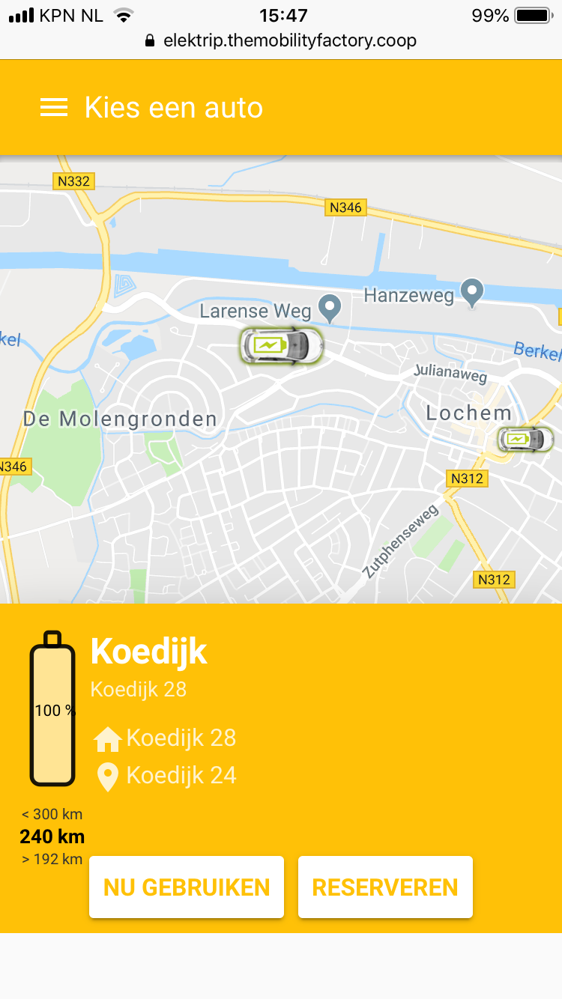 KPN NL 15:47 99%
elektrip.themobilityfactory.coop
Kies een auto
N332
N346
Hanzeweg
Larense Weg
kel
Berkel
Julianaweg
Lochem
De Molengronden
N346
N312
Zutphenseweg
N312
Koedijk
Koedijk 28
100 %
Koedijk 28
Koedijk 24
< 300 km
240 km
> 192 km
NU GEBRUIKEN RESERVEREN